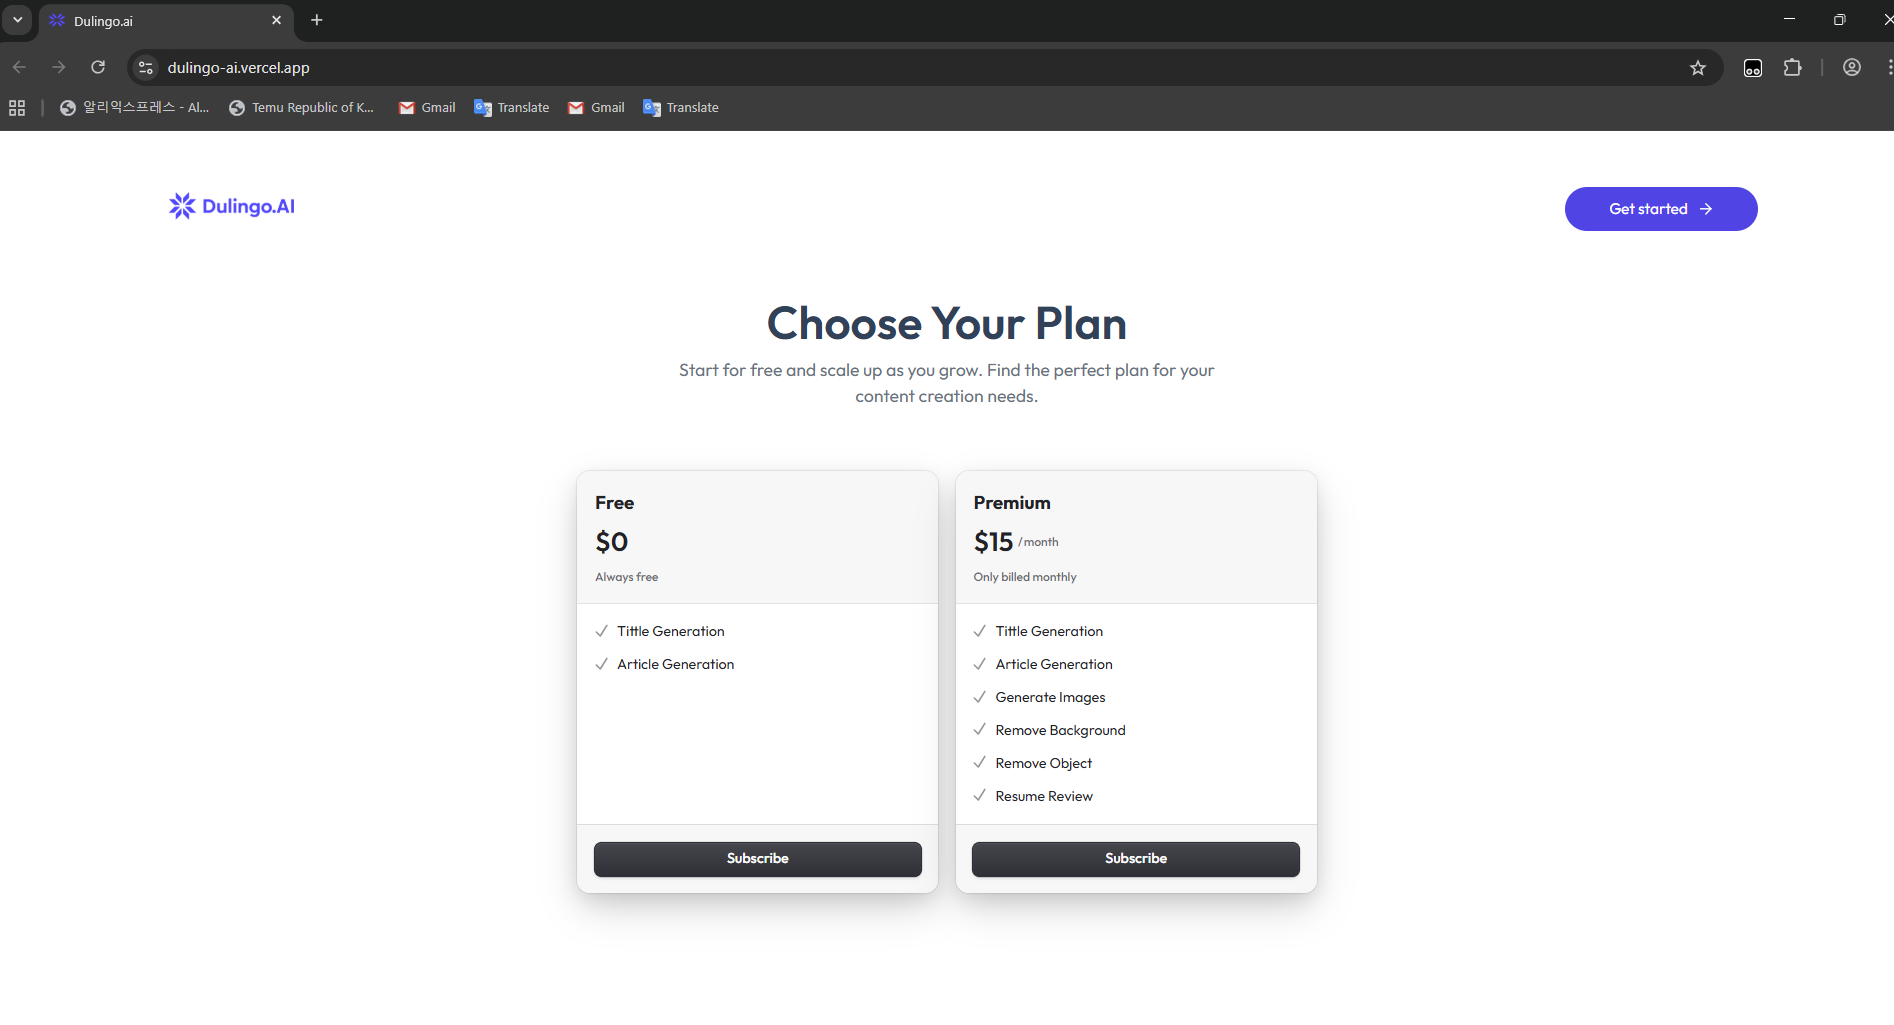 Dulingo.ai
dulingo-ai.vercel.app
알리익스프레스 - Al...
Temu Republic of K...
Gmail
Translate
Gmail
Translate
Dulingo.AI
Get started
Choose Your Plan
Start for free and scale up as you grow. Find the perfect plan for your
content creation needs.
Free
$0
Always free
Tittle Generation
Article Generation
Subscribe
Premium
$15 /month
Only billed monthly
Tittle Generation
Article Generation
Generate Images
Remove Background
Remove Object
Resume Review
Subscribe